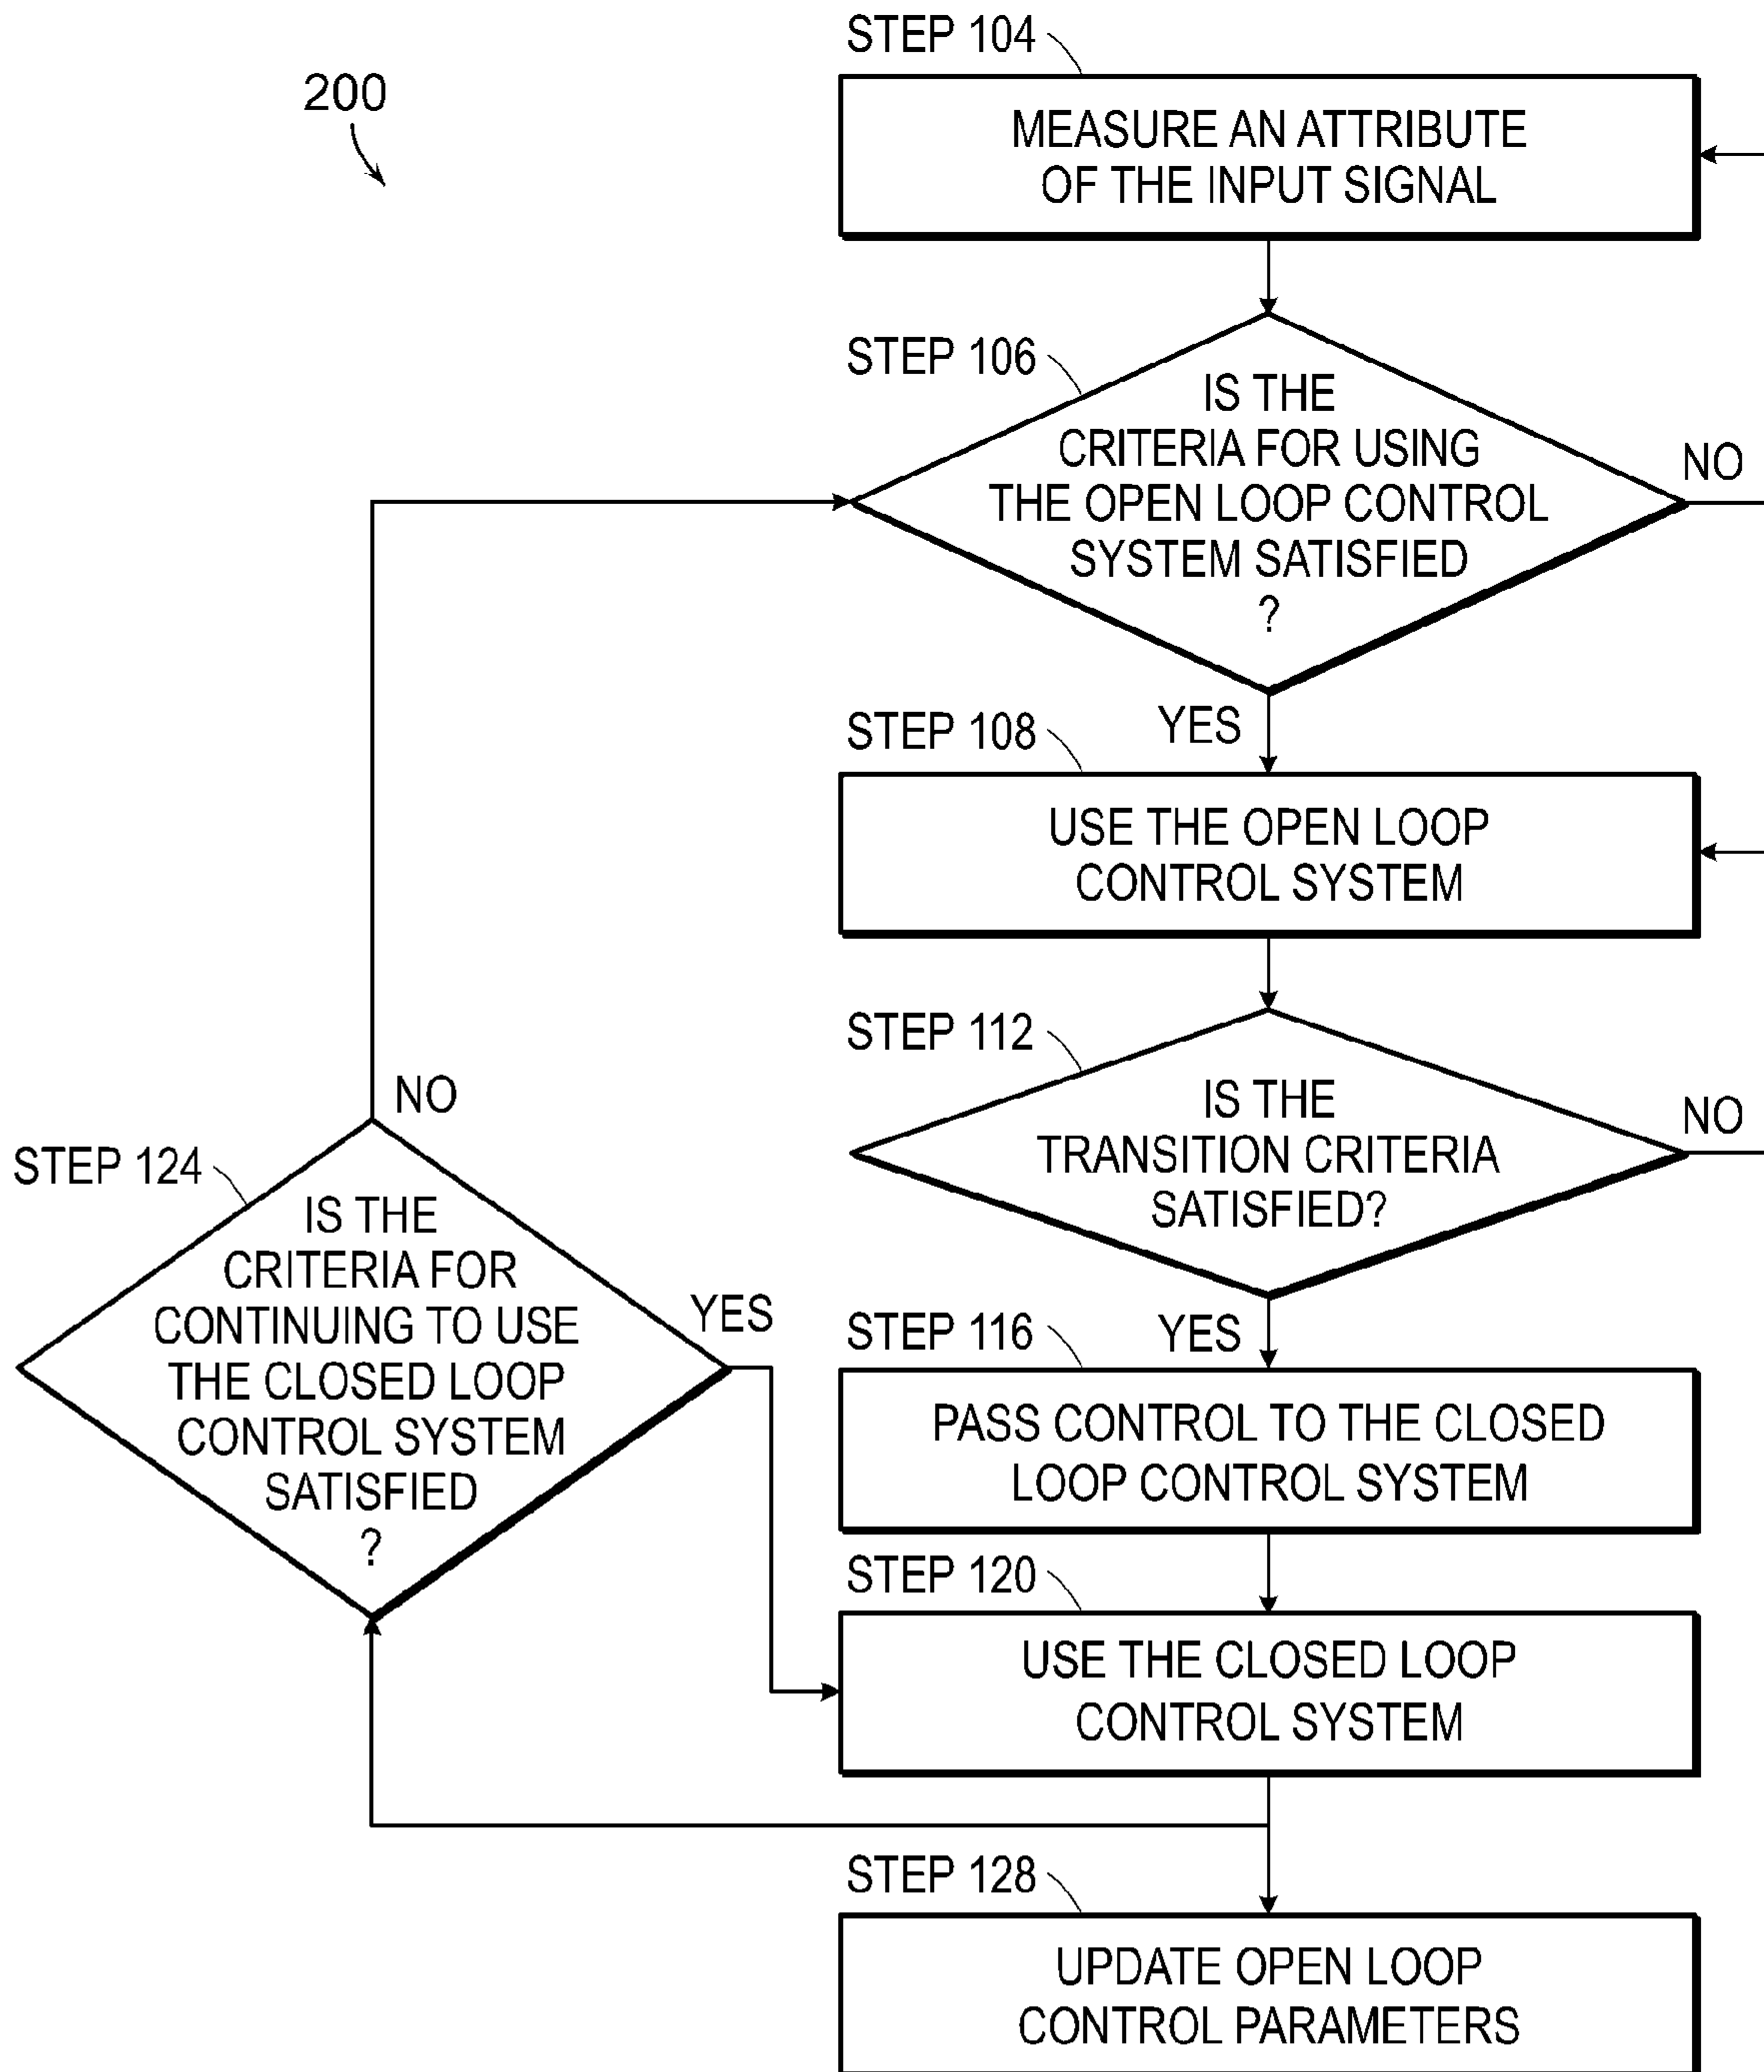 200
STEP 104
MEASURE AN ATTRIBUTE
OF THE INPUT SIGNAL
STEP 106
IS THE
CRITERIA FOR USING
THE OPEN LOOP CONTROL
SYSTEM SATISFIED
?
NO
YES
STEP 108
USE THE OPEN LOOP
CONTROL SYSTEM
STEP 112
IS THE
TRANSITION CRITERIA
SATISFIED?
NO
YES
STEP 116
PASS CONTROL TO THE CLOSED
LOOP CONTROL SYSTEM
STEP 120
USE THE CLOSED LOOP
CONTROL SYSTEM
STEP 124
IS THE
CRITERIA FOR
CONTINUING TO USE
THE CLOSED LOOP
CONTROL SYSTEM
SATISFIED
?
NO
YES
STEP 128
UPDATE OPEN LOOP
CONTROL PARAMETERS